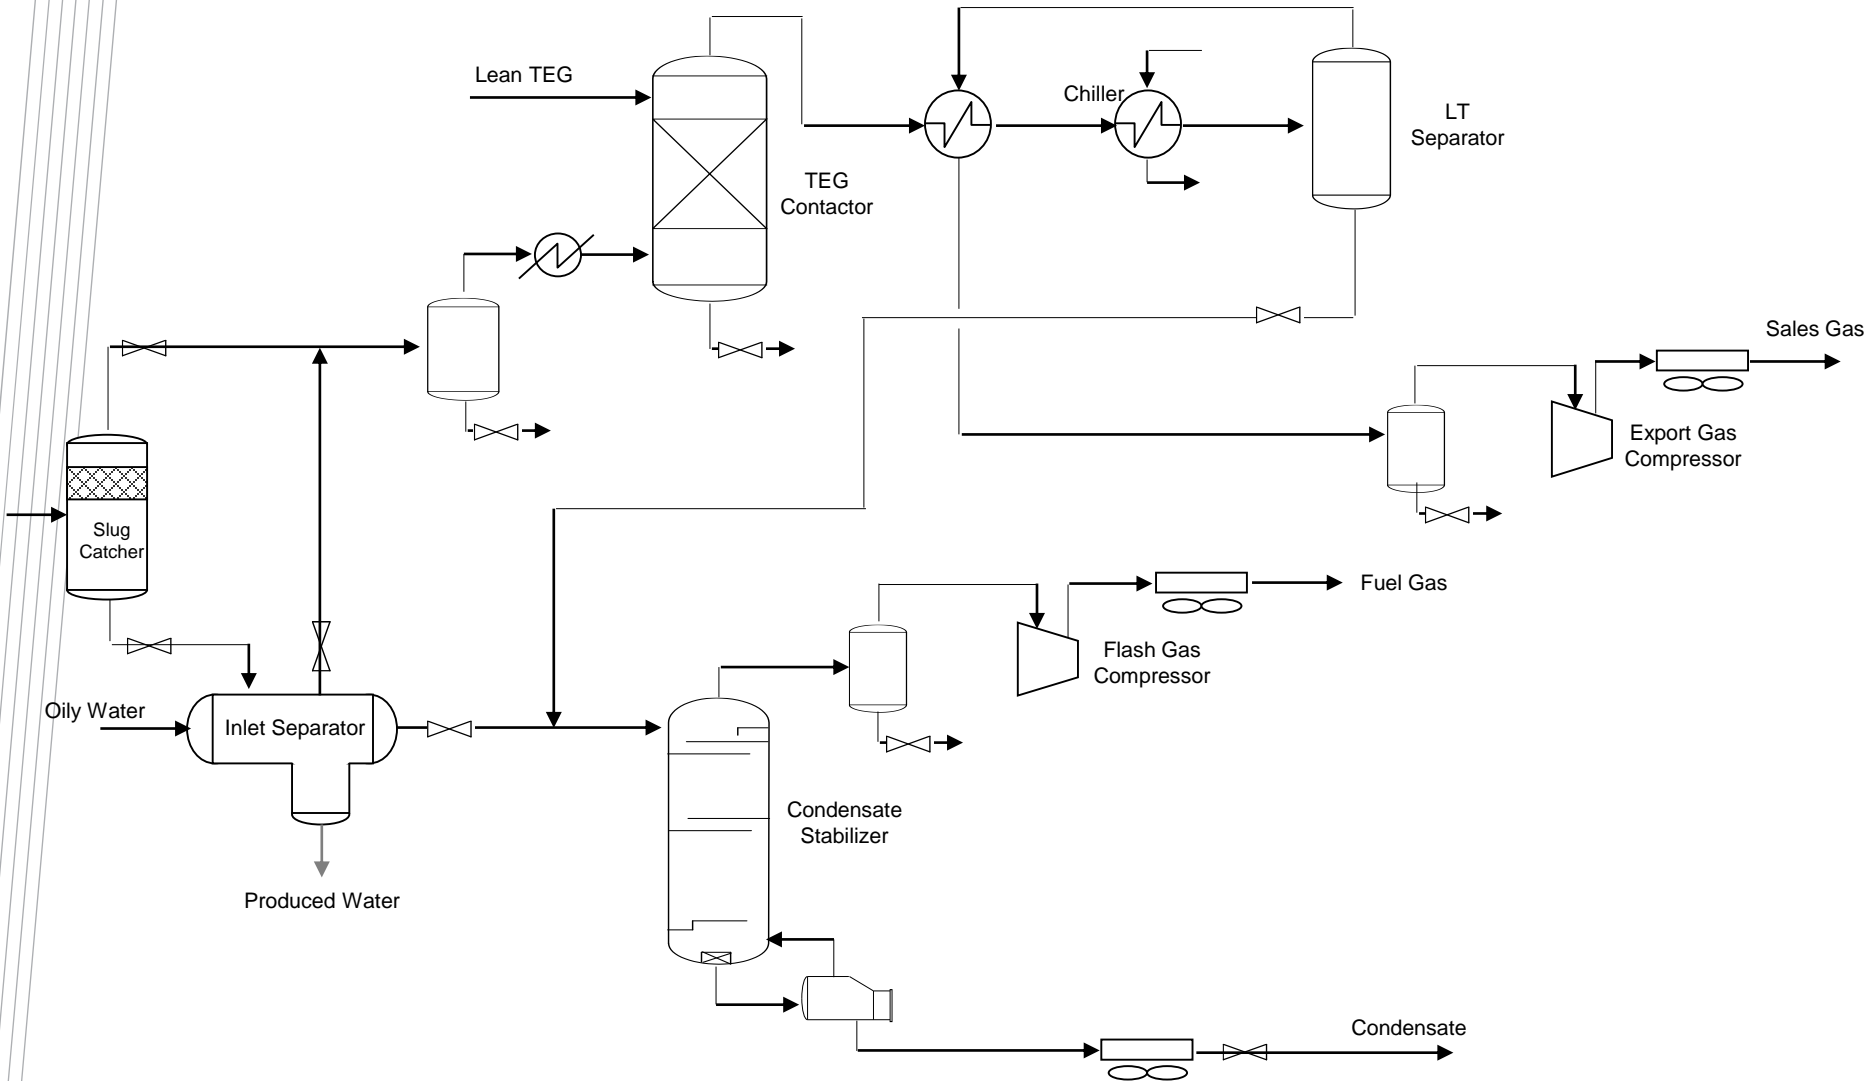 Lean TEG
Chiller
LT
Separator
TEG
Contactor
Sales Gas
Export Gas
Compressor
Slug
Catcher
Fuel Gas
Flash Gas
Compressor
Oily Water
Inlet Separator
Condensate
Stabilizer
Produced Water
Condensate